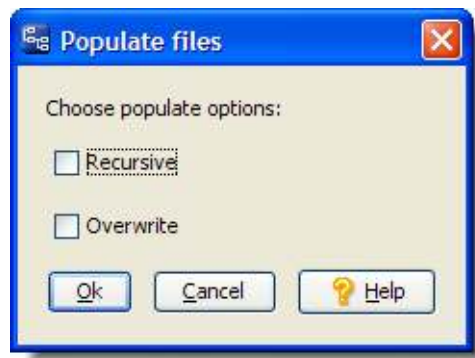 Populate files
Choose populate options:
Recursive
Overwrite
Ok Cancel Help